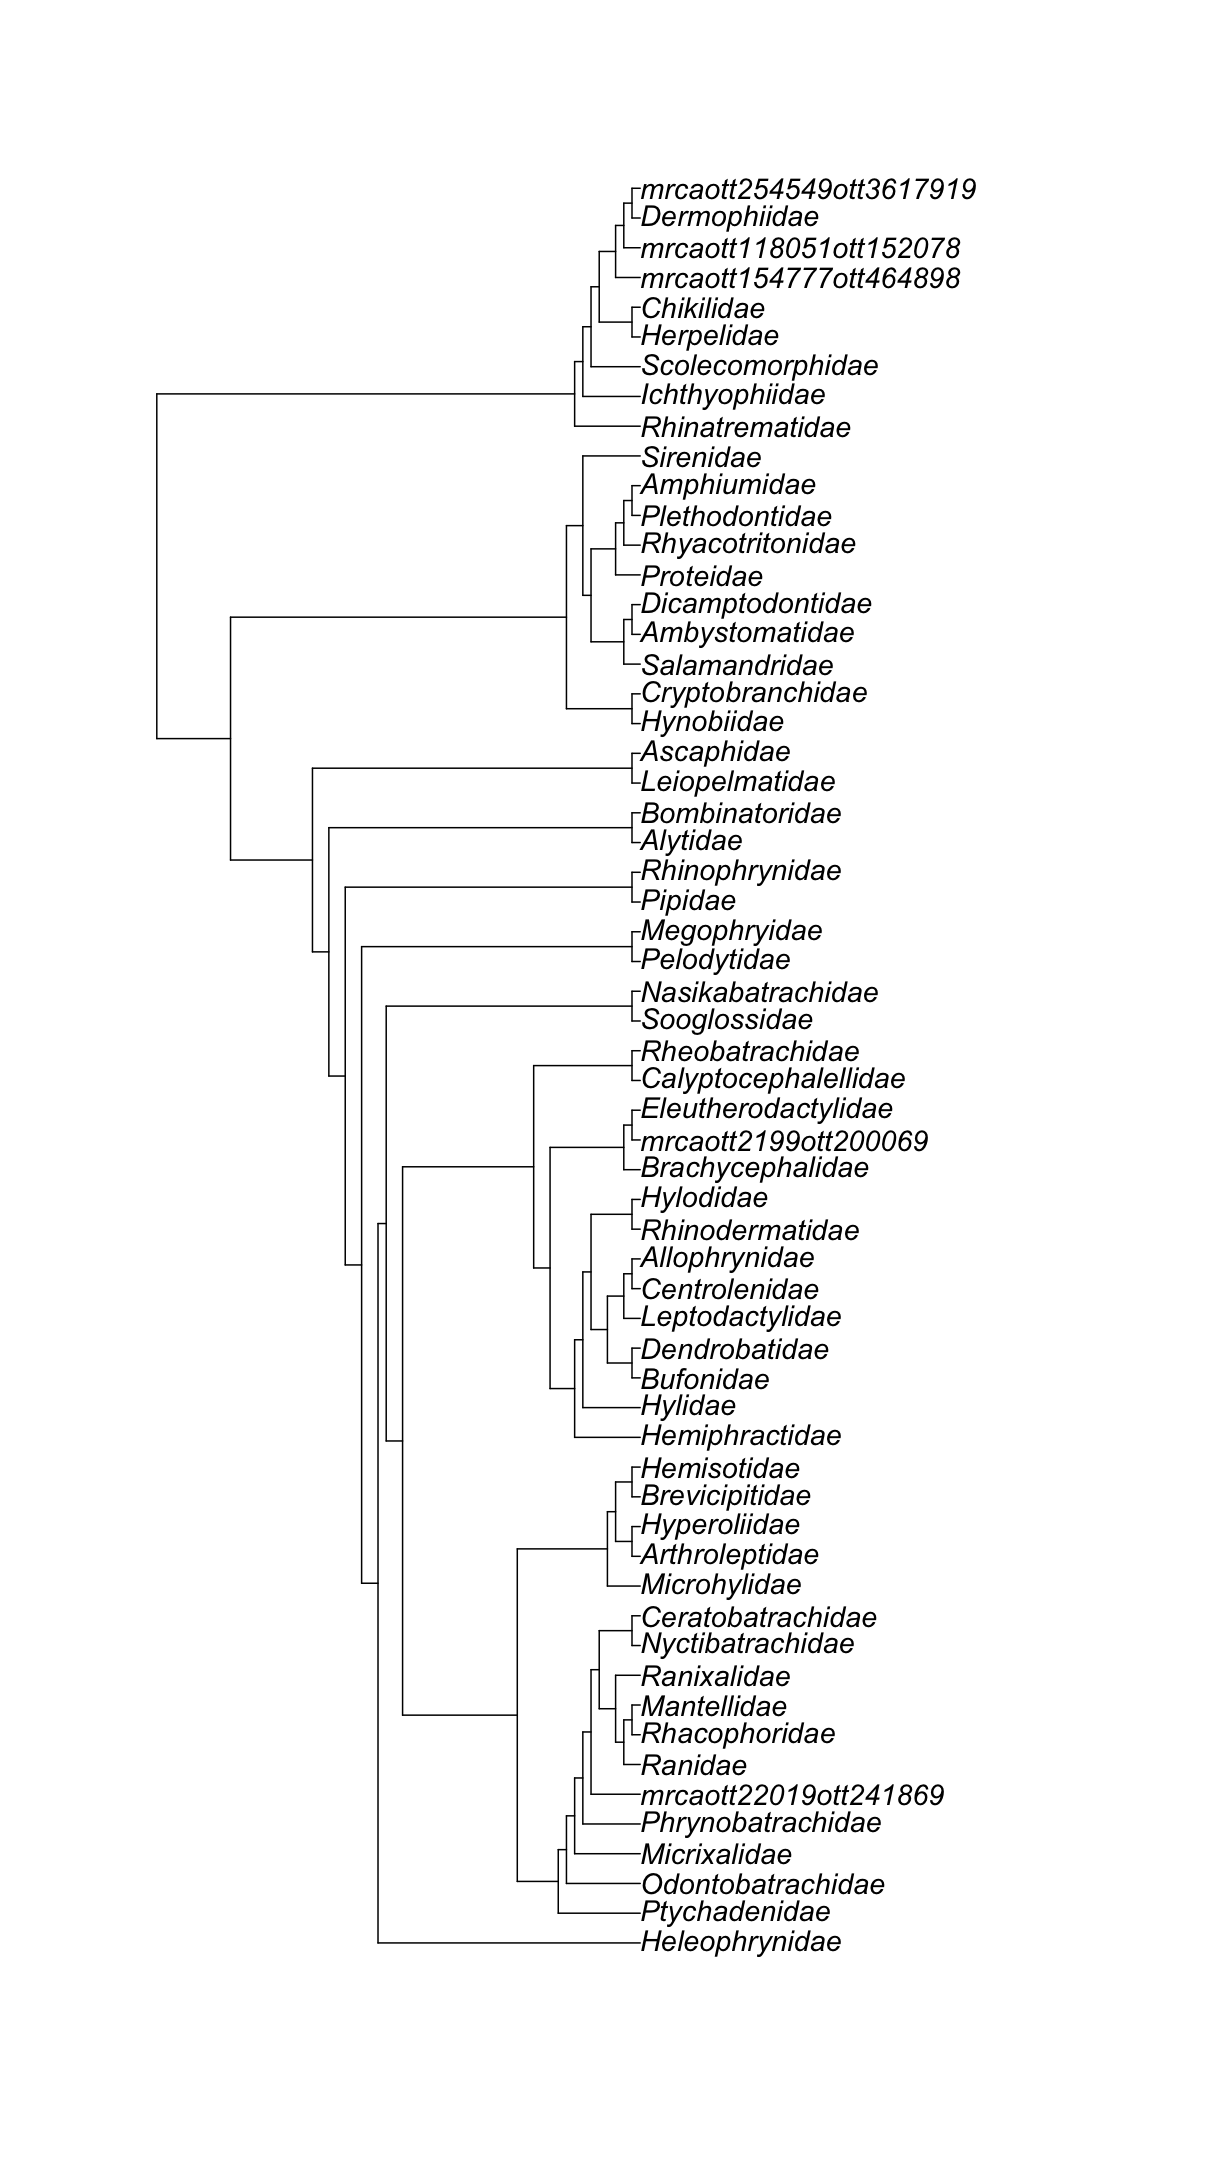 mrcaott254549ott3617919
Dermophiidae
mrcaott118051ott152078
mrcaott154777ott464898
Chikilidae
Herpelidae
Scolecomorphidae
Ichthyophiidae
Rhinatrematidae
Sirenidae
Amphiumidae
Plethodontidae
Rhyacotritonidae
Proteidae
Dicamptodontidae
Ambystomatidae
Salamandridae
Cryptobranchidae
Hynobiidae
Ascaphidae
Leiopelmatidae
Bombinatoridae
Alytidae
Rhinophrynidae
Pipidae
Megophryidae
Pelodytidae
Nasikabatrachidae
Sooglossidae
Rheobatrachidae
Calyptocephalellidae
Eleutherodactylidae
mrcaott2199ott200069
Brachycephalidae
Hylodidae
Rhinodermatidae
Allophrynidae
Centrolenidae
Leptodactylidae
Dendrobatidae
Bufonidae
Hylidae
Hemiphractidae
Hemisotidae
Brevicipitidae
Hyperoliidae
Arthroleptidae
Microhylidae
Ceratobatrachidae
Nyctibatrachidae
Ranixalidae
Mantellidae
Rhacophoridae
Ranidae
mrcaott22019ott241869
Phrynobatrachidae
Micrixalidae
Odontobatrachidae
Ptychadenidae
Heleophrynidae